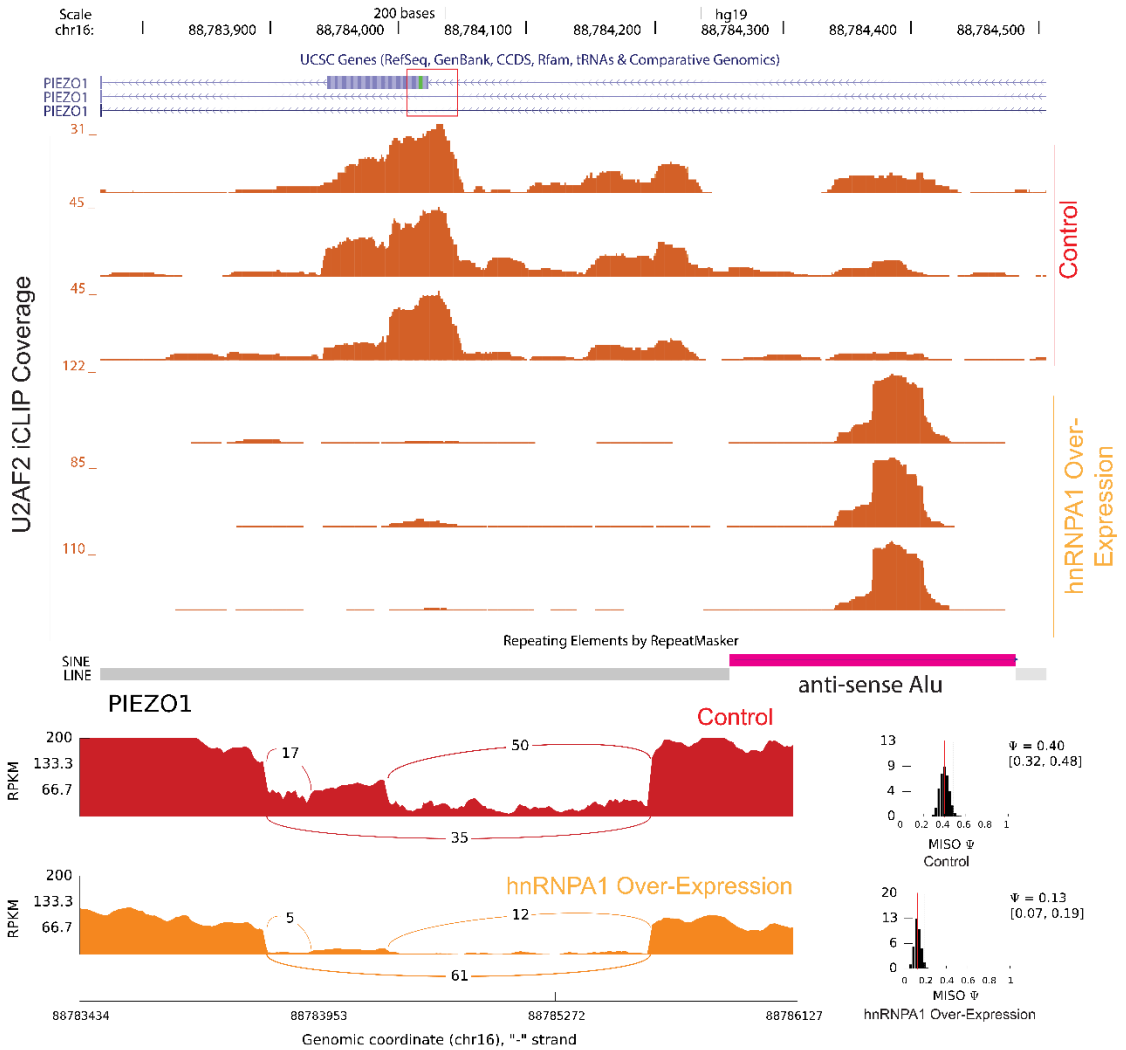 Scale
200 bases
hg19
chr16:
88,783,900
88,784,000
88,784,100
88,784,200
88,784,300
88,784,400
88,784,500
UCSC Genes (RefSeq, GenBank, CCDS, Rfam, tRNAs & Comparative Genomics)
PIEZO1
PIEZO1
PIEZO1
31
45
45
122
85
110
U2AF2 iCLIP Coverage
Control
hnRNPA1 Over-
Expression
Repeating Elements by RepeatMasker
SINE
LINE
anti-sense Alu
PIEZO1
Control
RPKM
200
133.3
66.7
17
50
35
13
9
4
0
0 0.2 0.4 0.6 0.8 1
MISO Ψ
Control
Ψ = 0.40
[0.32, 0.48]
hnRNPA1 Over-Expression
RPKM
200
133.3
66.7
5
12
61
20
13
6
0
0 0.2 0.4 0.6 0.8 1
MISO Ψ
hnRNPA1 Over-Expression
Ψ = 0.13
[0.07, 0.19]
88783434
88783953
88785272
88786127
Genomic coordinate (chr16), "-" strand